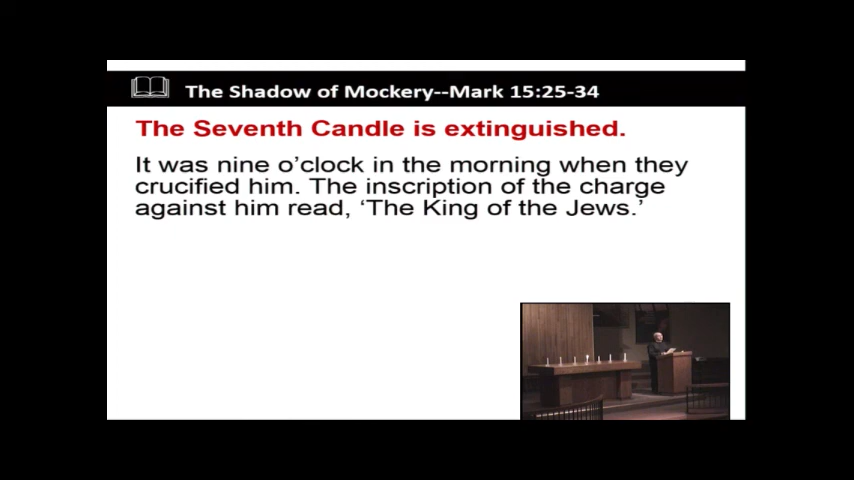 The Shadow of Mockery--Mark 15:25-34
The Seventh Candle is extinguished.
It was nine o’clock in the morning when they
crucified him. The inscription of the charge
against him read, ‘The King of the Jews.’